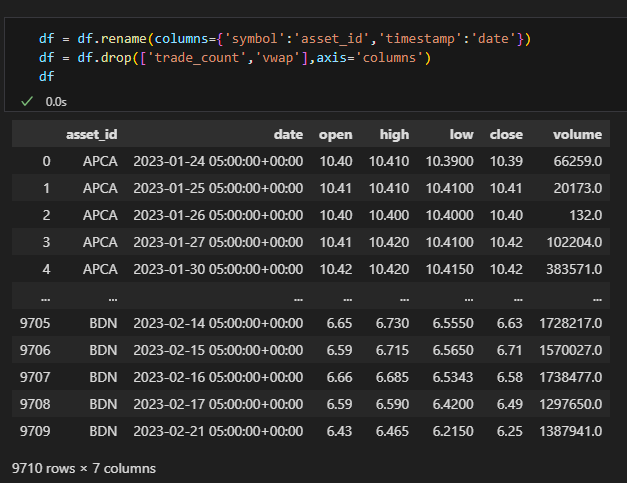 df = df.rename(columns={'symbol':'asset_id','timestamp':'date'})
df = df.drop(['trade_count','vwap'],axis='columns')
df
0.0s
asset_id date open high low close volume
0 APCA 2023-01-24 05:00:00+00:00 10.40 10.410 10.3900 10.39 66259.0
1 APCA 2023-01-25 05:00:00+00:00 10.41 10.410 10.4100 10.41 20173.0
2 APCA 2023-01-26 05:00:00+00:00 10.40 10.400 10.4000 10.40 132.0
3 APCA 2023-01-27 05:00:00+00:00 10.41 10.420 10.4100 10.42 102204.0
4 APCA 2023-01-30 05:00:00+00:00 10.42 10.420 10.4150 10.42 383571.0
... ... ... ... ... ... ... ...
9705 BDN 2023-02-14 05:00:00+00:00 6.65 6.730 6.5550 6.63 1728217.0
9706 BDN 2023-02-15 05:00:00+00:00 6.59 6.715 6.5650 6.71 1570027.0
9707 BDN 2023-02-16 05:00:00+00:00 6.66 6.685 6.5343 6.58 1738477.0
9708 BDN 2023-02-17 05:00:00+00:00 6.59 6.590 6.4200 6.49 1297650.0
9709 BDN 2023-02-21 05:00:00+00:00 6.43 6.465 6.2150 6.25 1387941.0
9710 rows × 7 columns